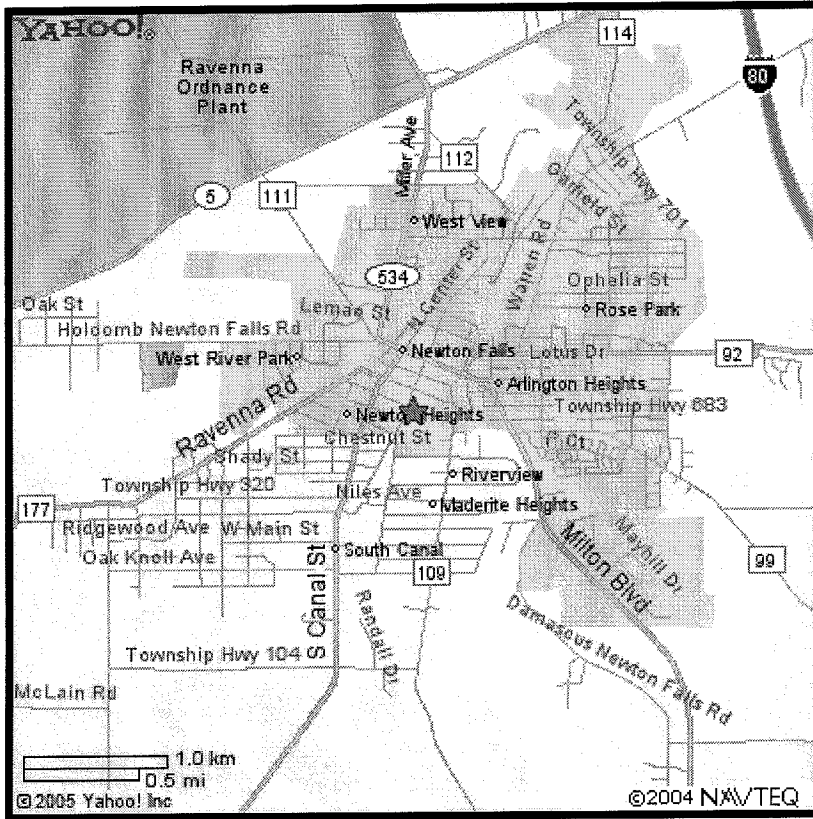 YAHOO!®
114
Ravenna
Ordnance
Plant
80
Miller Ave
112
Township Hwy 701
Garfield St
5
111
West View
N Center St
Warren Rd
534
Ophelia St
Oak St
Rose Park
Holcomb Newton Falls Rd
Newton Falls
Lotus Dr
92
West River Park
Arlington Heights
Ravenna Rd
Newton Heights
Township Hwy 683
Chestnut St
Ct
Shady St
Township Hwy 320
Riverview
Niles Ave
Maderite Heights
177
Ridgewood Ave
W Main St
Mayhill Dr
Oak Knoll Ave
South Canal
Milton Blvd
99
109
S Canal St
Randall Dr
Damascus Newton Falls Rd
Township Hwy 104
McLain Rd
1.0 km
0.5 mi
© 2005 Yahoo! Inc
©2004 NAVTEQ